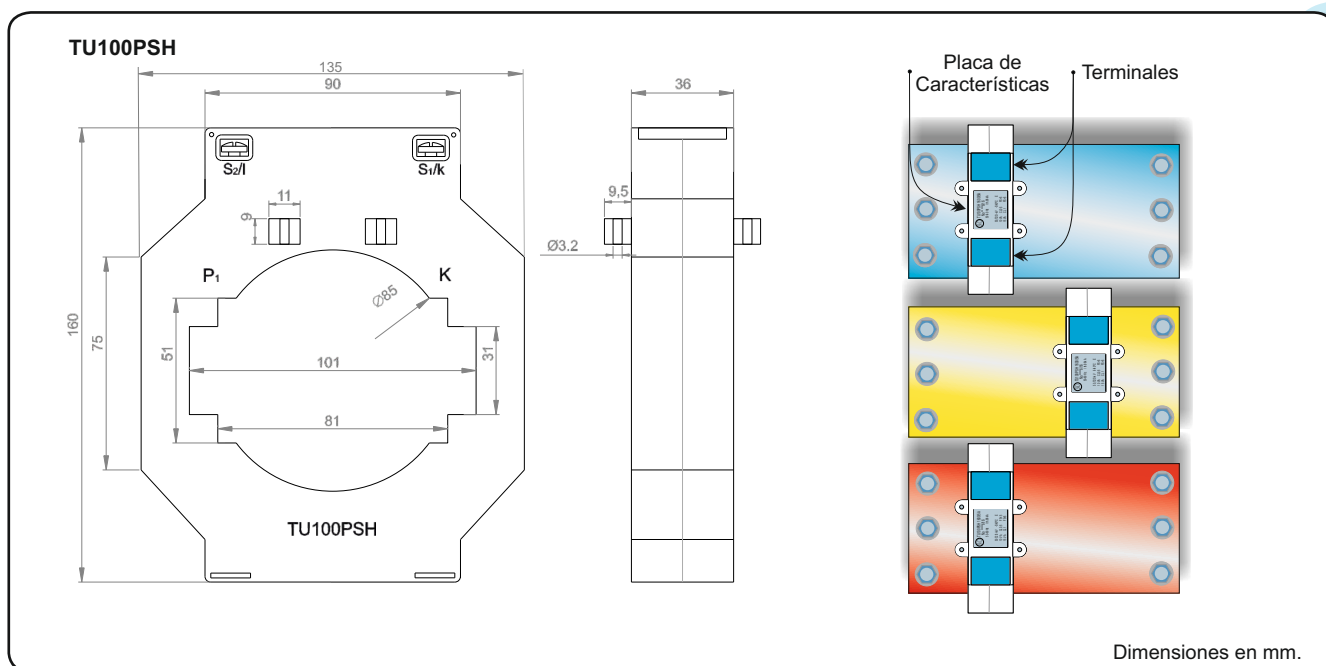 TU100PSH
135
90
S2/l
S1/k
11
9
P1
K
Ø85
160
75
51
101
31
81
TU100PSH
36
9,5
Ø3.2
Placa de
Característícas
Terminales
Dimensiones en mm.